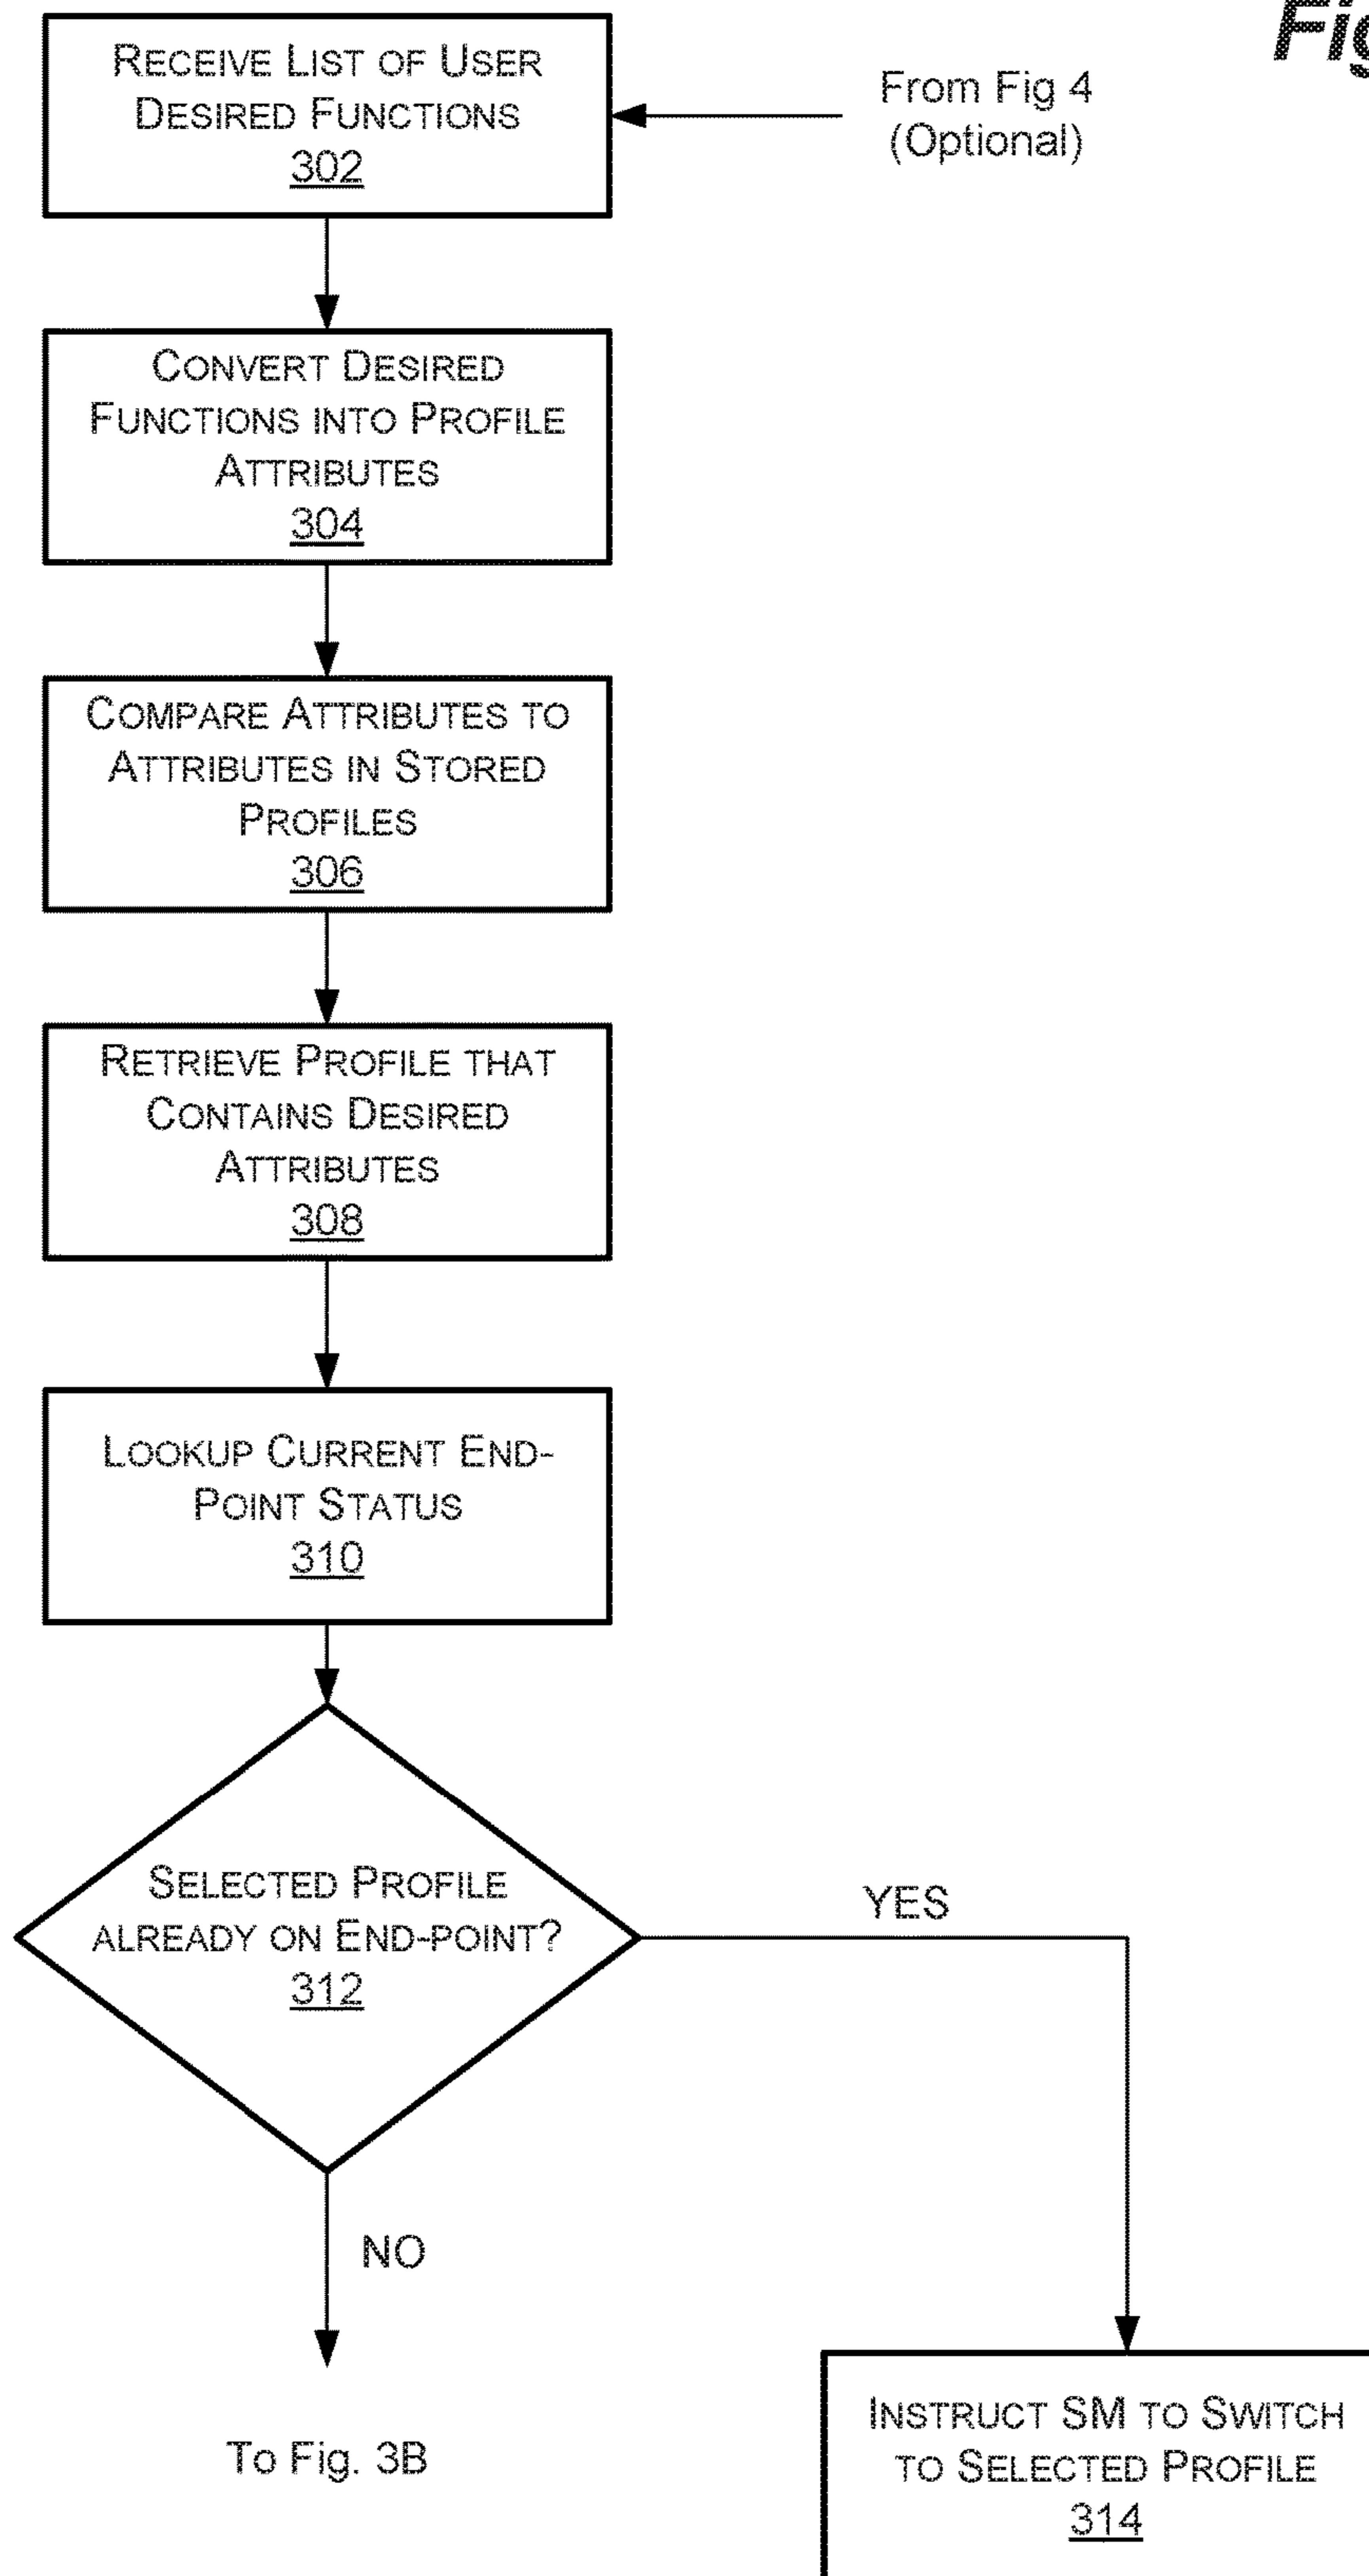 Fig
RECEIVE LIST OF USER
DESIRED FUNCTIONS
302
From Fig 4
(Optional)
CONVERT DESIRED
FUNCTIONS INTO PROFILE
ATTRIBUTES
304
COMPARE ATTRIBUTES TO
ATTRIBUTES IN STORED
PROFILES
306
RETRIEVE PROFILE THAT
CONTAINS DESIRED
ATTRIBUTES
308
LOOKUP CURRENT END-
POINT STATUS
310
SELECTED PROFILE
ALREADY ON END-POINT?
312
YES
NO
To Fig. 3B
INSTRUCT SM TO SWITCH
TO SELECTED PROFILE
314